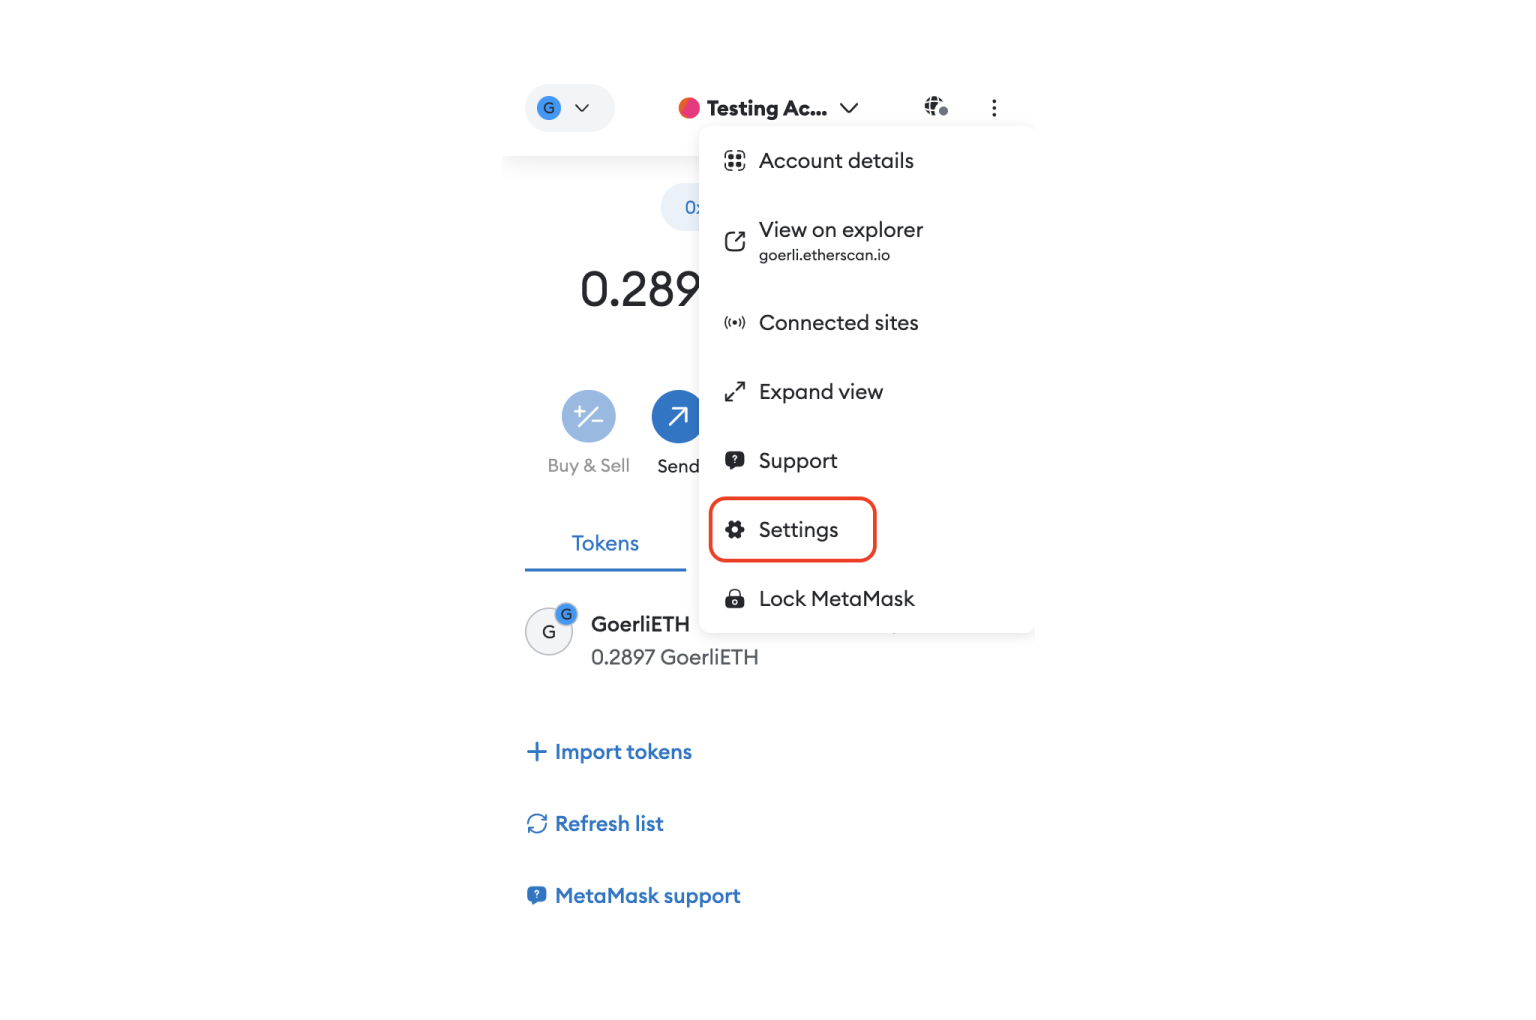 G
Testing Ac...
Account details
0x
View on explorer
goerli.etherscan.io
0.2897
Connected sites
Expand view
Buy & Sell
Send
Support
Settings
Tokens
Lock MetaMask
G
G
GoerliETH
0.2897 GoerliETH
Import tokens
Refresh list
MetaMask support